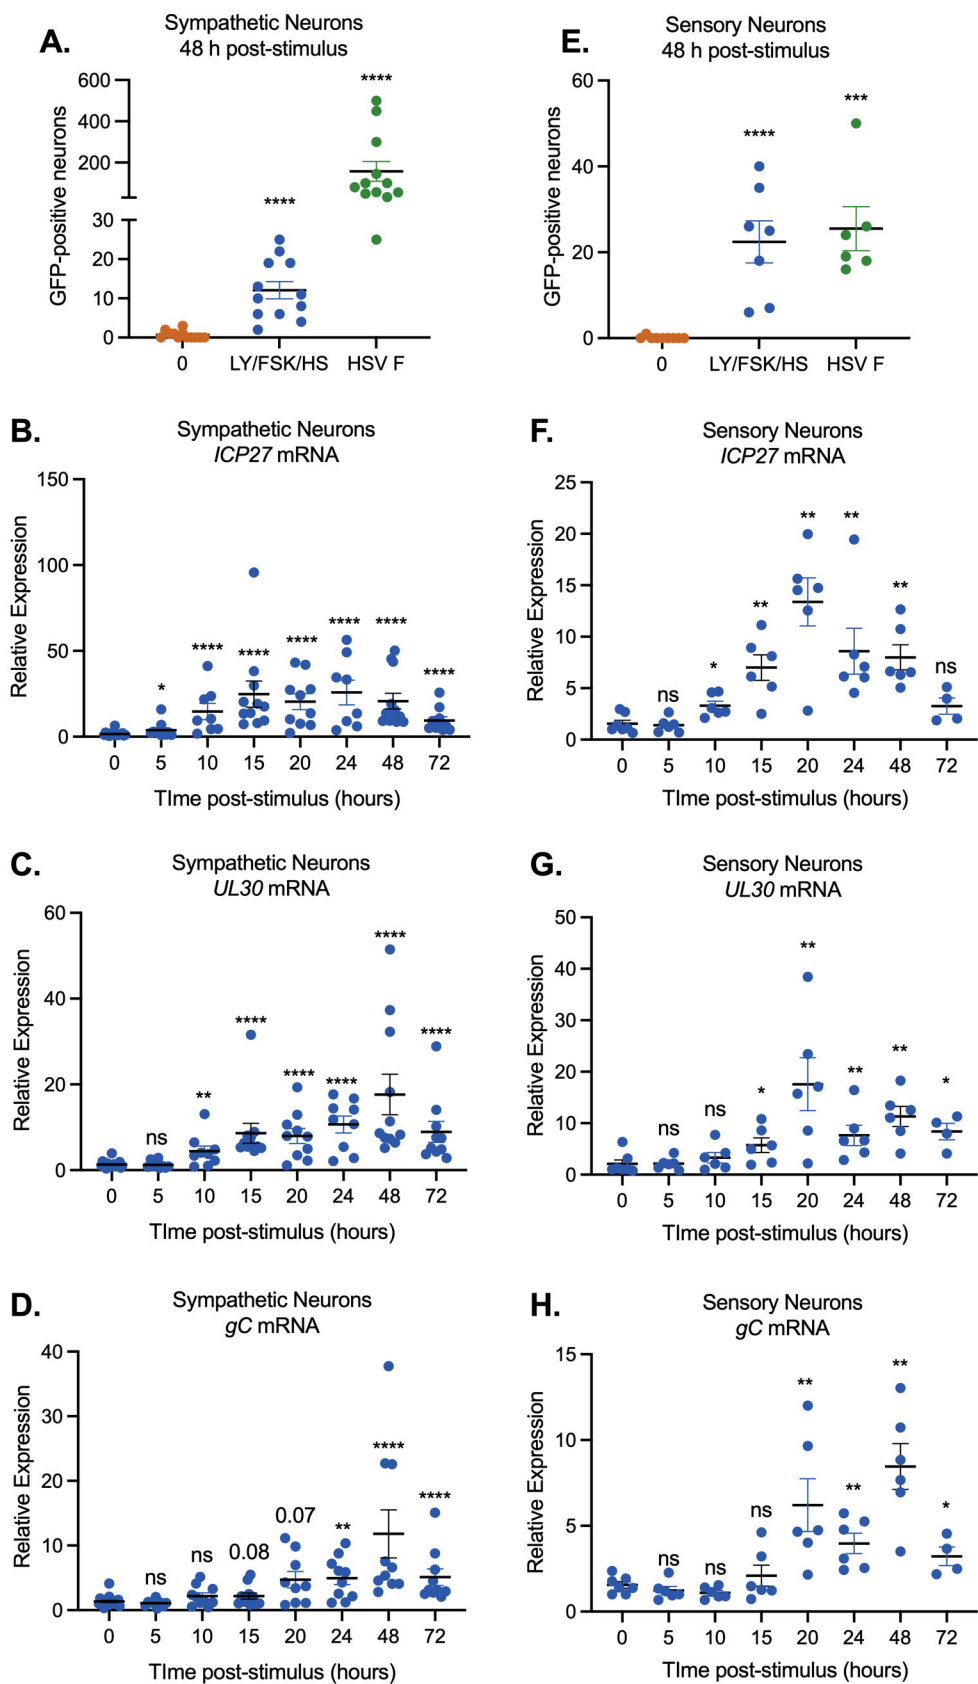 A.
Sympathetic Neurons
48 h post-stimulus
GFP-positive neurons
600
400
200
30
20
10
0
****
****
0
LY/FSK/HS
HSV F
B.
Sympathetic Neurons
ICP27 mRNA
Relative Expression
150
100
50
0
*
****
****
****
****
****
****
0 5 10 15 20 24 48 72
TIme post-stimulus (hours)
C.
Sympathetic Neurons
UL30 mRNA
Relative Expression
60
40
20
0
ns
**
****
****
****
****
****
0 5 10 15 20 24 48 72
TIme post-stimulus (hours)
D.
Sympathetic Neurons
gC mRNA
Relative Expression
40
30
20
10
0
ns
ns
0.08
0.07
**
****
****
0 5 10 15 20 24 48 72
TIme post-stimulus (hours)
E.
Sensory Neurons
48 h post-stimulus
GFP-positive neurons
60
40
20
0
****
***
0
LY/FSK/HS
HSV F
F.
Sensory Neurons
ICP27 mRNA
Relative Expression
25
20
15
10
5
0
ns
*
**
**
**
**
ns
0 5 10 15 20 24 48 72
TIme post-stimulus (hours)
G.
Sensory Neurons
UL30 mRNA
Relative Expression
50
40
30
20
10
0
ns
ns
*
**
**
**
*
0 5 10 15 20 24 48 72
TIme post-stimulus (hours)
H.
Sensory Neurons
gC mRNA
Relative Expression
15
10
5
0
ns
ns
ns
**
**
**
*
0 5 10 15 20 24 48 72
TIme post-stimulus (hours)